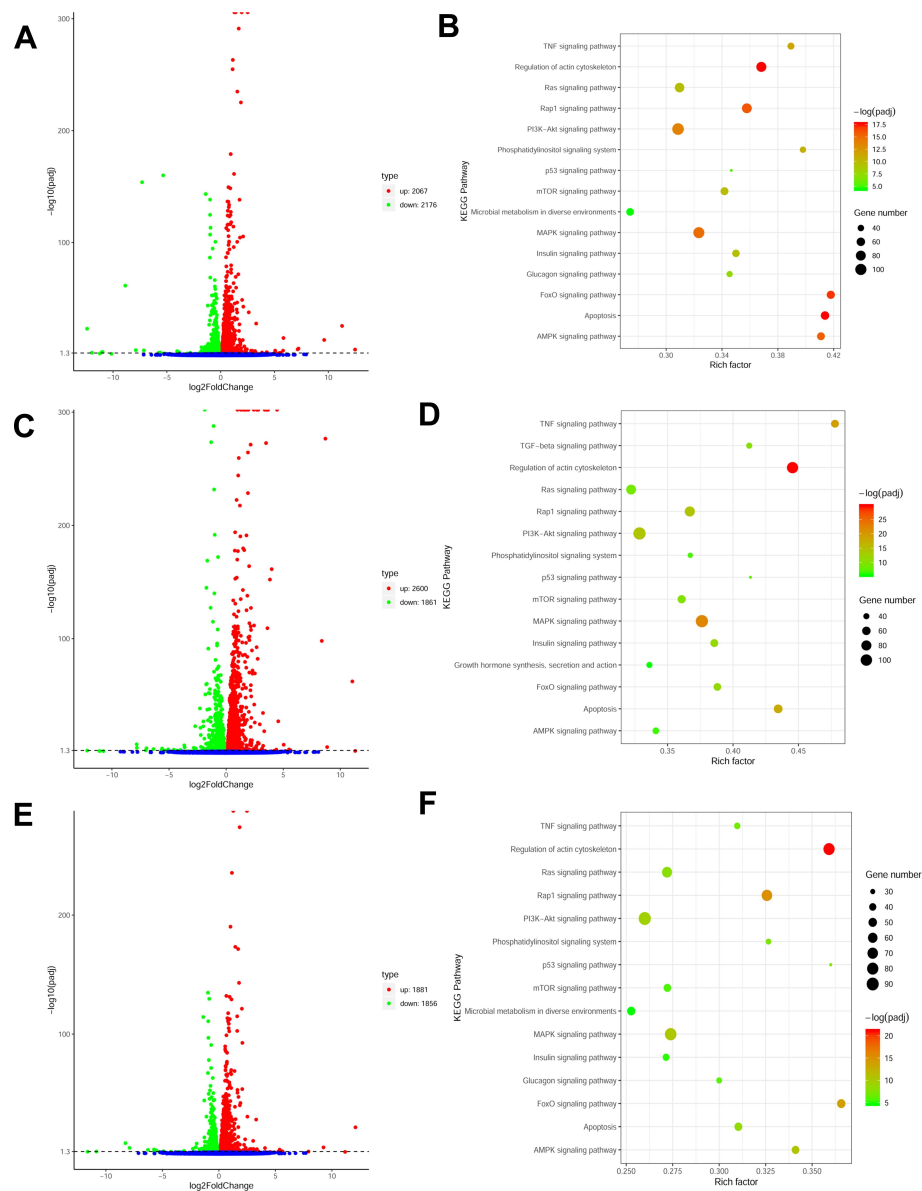 A
300
200
100
1.3
−log10(padj)
−10
−5
0
5
10
log2FoldChange
type
up: 2067
down: 2176
B
KEGG Pathway
TNF signaling pathway
Regulation of actin cytoskeleton
Ras signaling pathway
Rap1 signaling pathway
PI3K−Akt signaling pathway
Phosphatidylinositol signaling system
p53 signaling pathway
mTOR signaling pathway
Microbial metabolism in diverse environments
MAPK signaling pathway
Insulin signaling pathway
Glucagon signaling pathway
FoxO signaling pathway
Apoptosis
AMPK signaling pathway
0.30
0.34
0.38
0.42
Rich factor
−log(padj)
17.5
15.0
12.5
10.0
7.5
5.0
Gene number
40
60
80
100
C
300
200
100
1.3
−log10(padj)
−10
−5
0
5
10
log2FoldChange
type
up: 2600
down: 1861
D
KEGG Pathway
TNF signaling pathway
TGF−beta signaling pathway
Regulation of actin cytoskeleton
Ras signaling pathway
Rap1 signaling pathway
PI3K−Akt signaling pathway
Phosphatidylinositol signaling system
p53 signaling pathway
mTOR signaling pathway
MAPK signaling pathway
Insulin signaling pathway
Growth hormone synthesis, secretion and action
FoxO signaling pathway
Apoptosis
AMPK signaling pathway
0.35
0.40
0.45
Rich factor
−log(padj)
25
20
15
10
Gene number
40
60
80
100
E
200
100
1.3
−log10(padj)
−10
−5
0
5
10
log2FoldChange
type
up: 1881
down: 1856
F
KEGG Pathway
TNF signaling pathway
Regulation of actin cytoskeleton
Ras signaling pathway
Rap1 signaling pathway
PI3K−Akt signaling pathway
Phosphatidylinositol signaling system
p53 signaling pathway
mTOR signaling pathway
Microbial metabolism in diverse environments
MAPK signaling pathway
Insulin signaling pathway
Glucagon signaling pathway
FoxO signaling pathway
Apoptosis
AMPK signaling pathway
0.250
0.275
0.300
0.325
0.350
Rich factor
Gene number
30
40
50
60
70
80
90
−log(padj)
20
15
10
5